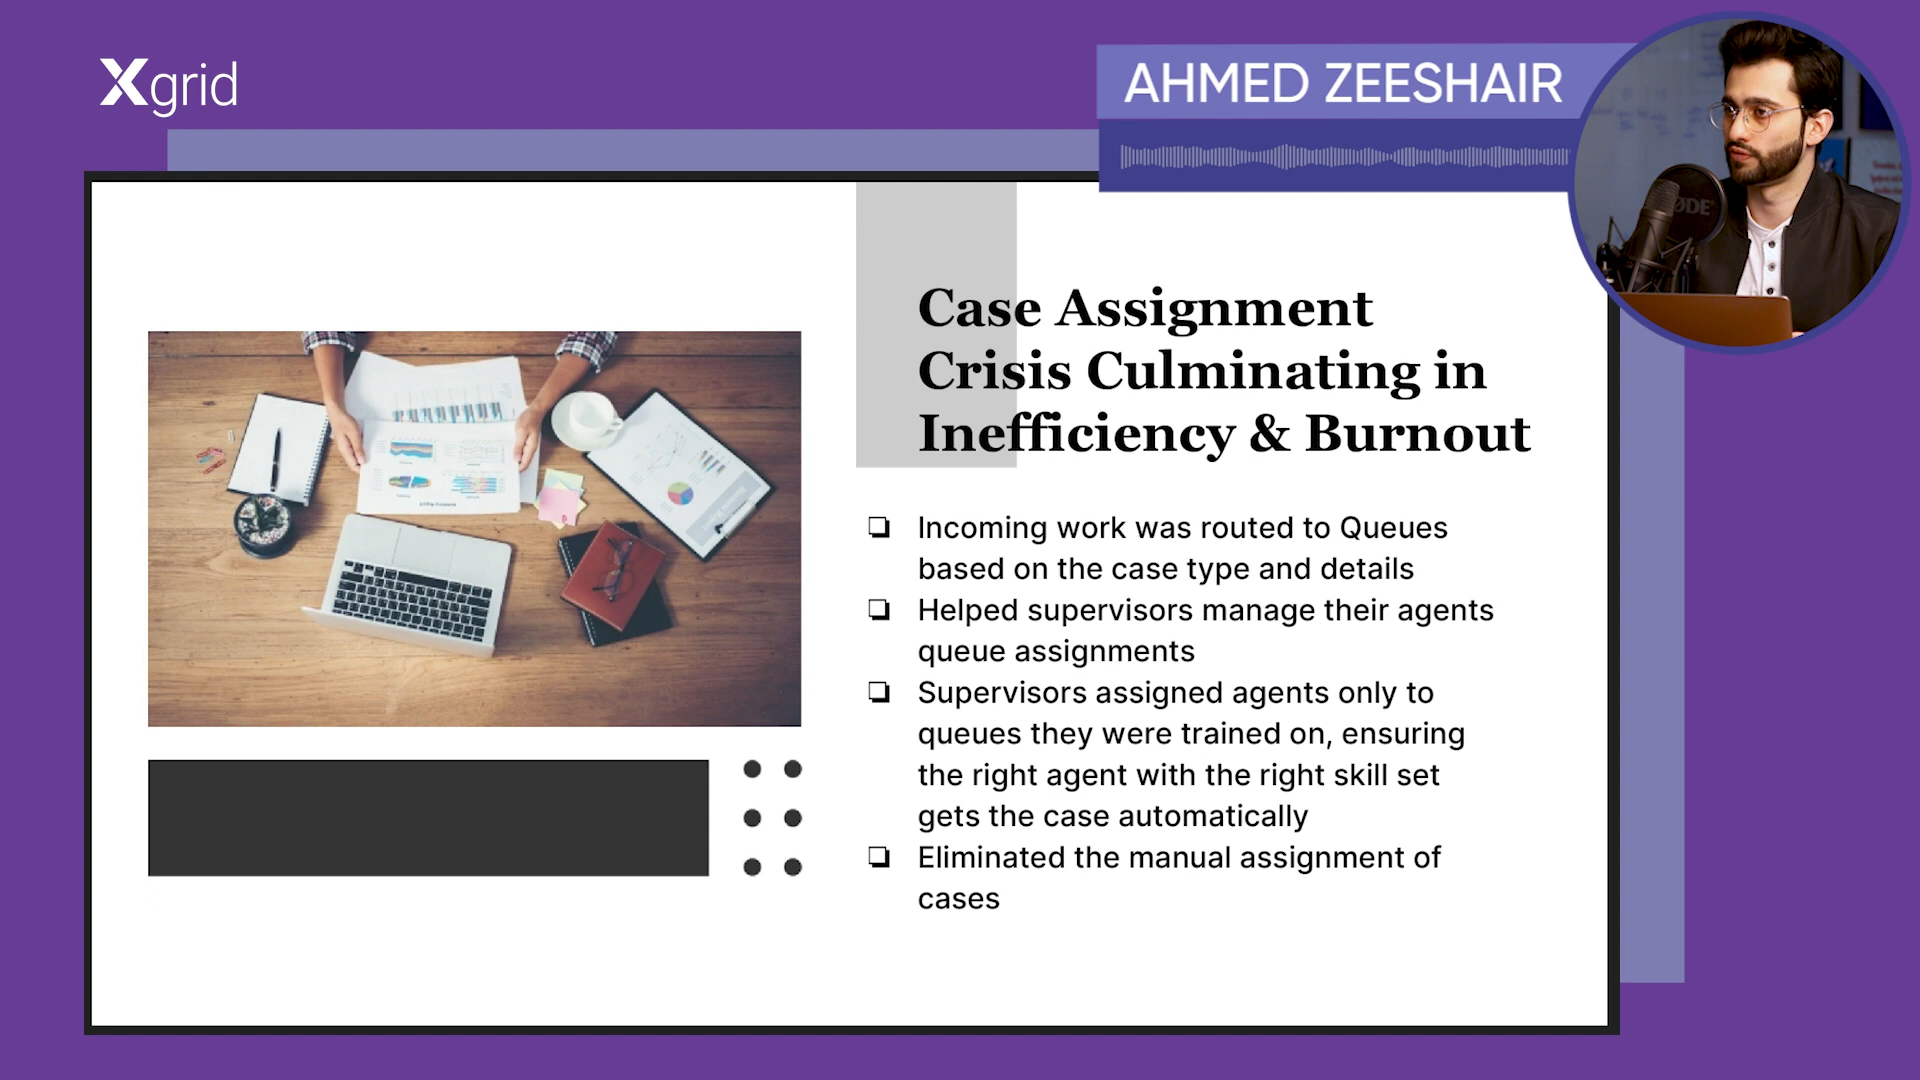 Xgrid
AHMED ZEESHAIR
RØDE
Case Assignment
Crisis Culminating in
Inefficiency & Burnout
❏ Incoming work was routed to Queues
based on the case type and details
❏ Helped supervisors manage their agents
queue assignments
❏ Supervisors assigned agents only to
queues they were trained on, ensuring
the right agent with the right skill set
gets the case automatically
❏ Eliminated the manual assignment of
cases